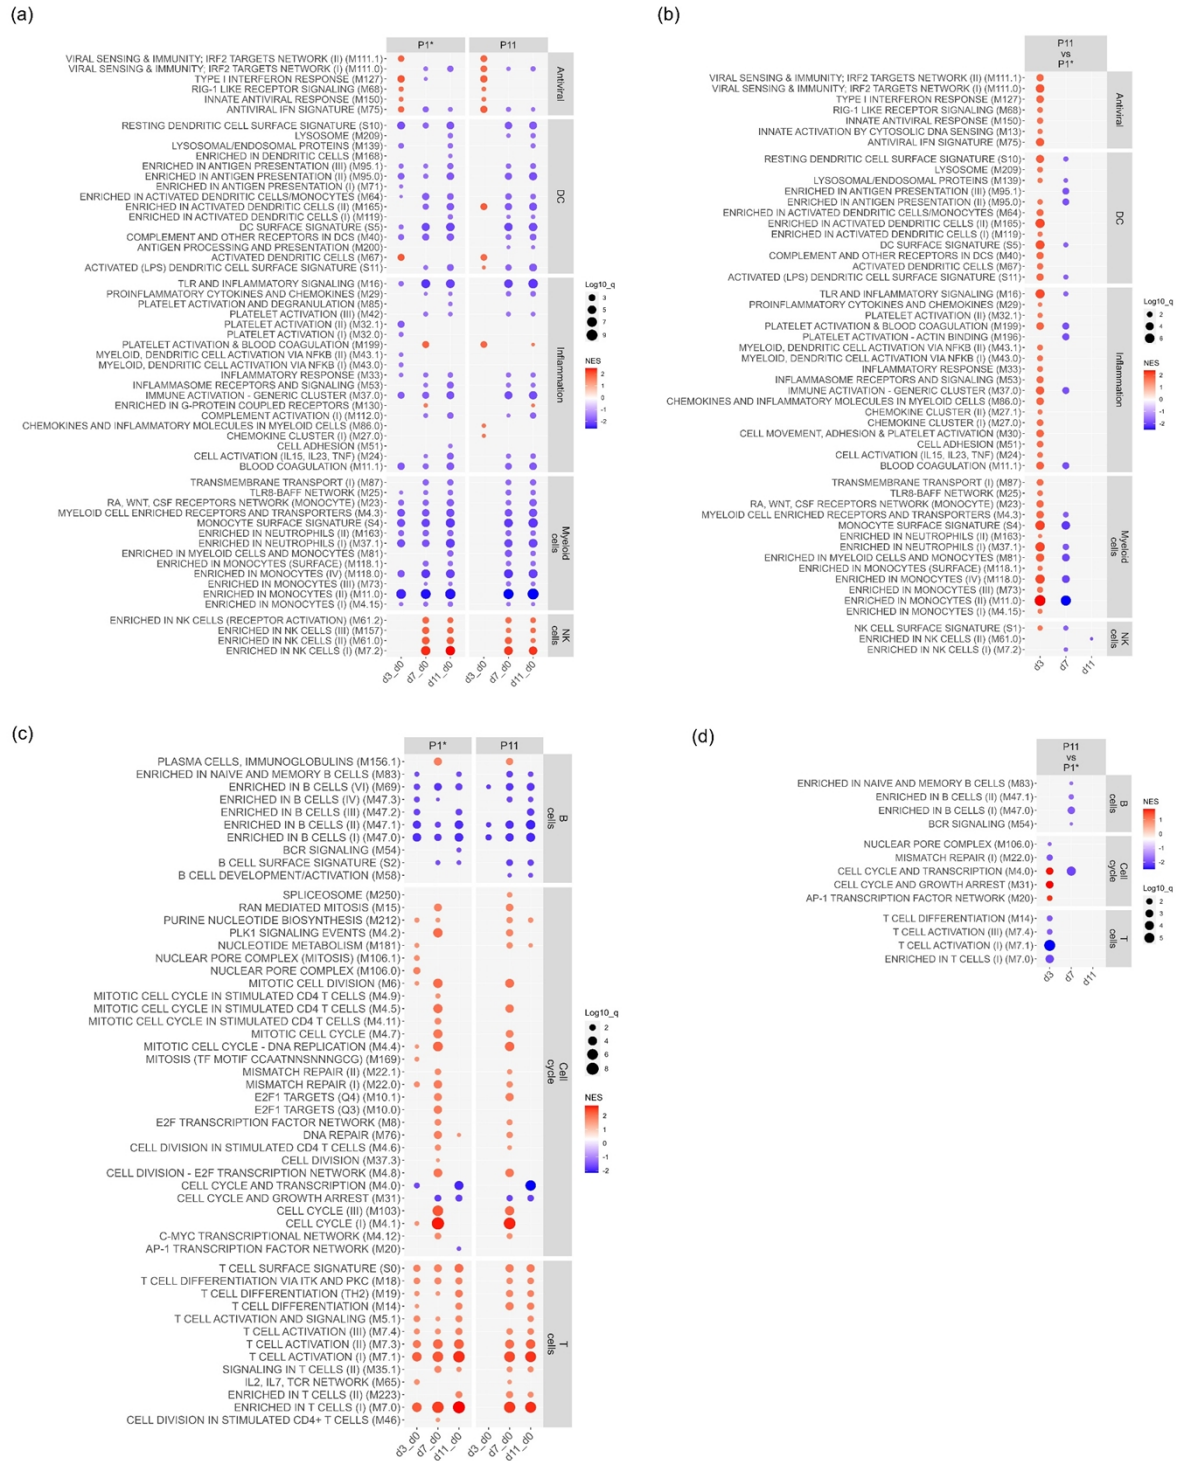 (a)
P1*
P11
VIRAL SENSING & IMMUNITY; IRF2 TARGETS NETWORK (II) (M111.1)
VIRAL SENSING & IMMUNITY; IRF2 TARGETS NETWORK (I) (M111.0)
TYPE I INTERFERON RESPONSE (M127)
RIG-1 LIKE RECEPTOR SIGNALING (M68)
INNATE ANTIVIRAL RESPONSE (M150)
ANTIVIRAL IFN SIGNATURE (M75)
Antiviral
RESTING DENDRITIC CELL SURFACE SIGNATURE (S10)
LYSOSOME (M209)
LYSOSOMAL/ENDOSOMAL PROTEINS (M139)
ENRICHED IN DENDRITIC CELLS (M168)
ENRICHED IN ANTIGEN PRESENTATION (III) (M95.1)
ENRICHED IN ANTIGEN PRESENTATION (II) (M95.0)
ENRICHED IN ANTIGEN PRESENTATION (I) (M71)
ENRICHED IN ACTIVATED DENDRITIC CELLS/MONOCYTES (M64)
ENRICHED IN ACTIVATED DENDRITIC CELLS (II) (M165)
ENRICHED IN ACTIVATED DENDRITIC CELLS (I) (M119)
DC SURFACE SIGNATURE (S5)
COMPLEMENT AND OTHER RECEPTORS IN DCS (M40)
ANTIGEN PROCESSING AND PRESENTATION (M200)
ACTIVATED DENDRITIC CELLS (M67)
ACTIVATED (LPS) DENDRITIC CELL SURFACE SIGNATURE (S11)
DC
TLR AND INFLAMMATORY SIGNALING (M16)
PROINFLAMMATORY CYTOKINES AND CHEMOKINES (M29)
PLATELET ACTIVATION AND DEGRANULATION (M85)
PLATELET ACTIVATION (III) (M42)
PLATELET ACTIVATION (II) (M32.1)
PLATELET ACTIVATION (I) (M32.0)
PLATELET ACTIVATION & BLOOD COAGULATION (M199)
MYELOID, DENDRITIC CELL ACTIVATION VIA NFKB (II) (M43.1)
MYELOID, DENDRITIC CELL ACTIVATION VIA NFKB (I) (M43.0)
INFLAMMATORY RESPONSE (M33)
INFLAMMASOME RECEPTORS AND SIGNALING (M53)
IMMUNE ACTIVATION - GENERIC CLUSTER (M37.0)
ENRICHED IN G-PROTEIN COUPLED RECEPTORS (M130)
COMPLEMENT ACTIVATION (I) (M112.0)
CHEMOKINES AND INFLAMMATORY MOLECULES IN MYELOID CELLS (M86.0)
CHEMOKINE CLUSTER (I) (M27.0)
CELL ADHESION (M51)
CELL ACTIVATION (IL15, IL23, TNF) (M24)
BLOOD COAGULATION (M11.1)
Inflammation
TRANSMEMBRANE TRANSPORT (I) (M87)
TLR8-BAFF NETWORK (M25)
RA, WNT, CSF RECEPTORS NETWORK (MONOCYTE) (M23)
MYELOID CELL ENRICHED RECEPTORS AND TRANSPORTERS (M4.3)
MONOCYTE SURFACE SIGNATURE (S4)
ENRICHED IN NEUTROPHILS (II) (M163)
ENRICHED IN NEUTROPHILS (I) (M37.1)
ENRICHED IN MYELOID CELLS AND MONOCYTES (M81)
ENRICHED IN MONOCYTES (SURFACE) (M118.1)
ENRICHED IN MONOCYTES (IV) (M118.0)
ENRICHED IN MONOCYTES (III) (M73)
ENRICHED IN MONOCYTES (II) (M11.0)
ENRICHED IN MONOCYTES (I) (M4.15)
Myeloid
cells
ENRICHED IN NK CELLS (RECEPTOR ACTIVATION) (M61.2)
ENRICHED IN NK CELLS (III) (M157)
ENRICHED IN NK CELLS (II) (M61.0)
ENRICHED IN NK CELLS (I) (M7.2)
NK
cells
d3_d0
d7_d0
d11_d0
d3_d0
d7_d0
d11_d0
Log10_q
3
5
7
9
NES
2
1
0
-1
-2
(b)
P11
vs
P1*
VIRAL SENSING & IMMUNITY; IRF2 TARGETS NETWORK (II) (M111.1)
VIRAL SENSING & IMMUNITY; IRF2 TARGETS NETWORK (I) (M111.0)
TYPE I INTERFERON RESPONSE (M127)
RIG-1 LIKE RECEPTOR SIGNALING (M68)
INNATE ANTIVIRAL RESPONSE (M150)
INNATE ACTIVATION BY CYTOSOLIC DNA SENSING (M13)
ANTIVIRAL IFN SIGNATURE (M75)
Antiviral
RESTING DENDRITIC CELL SURFACE SIGNATURE (S10)
LYSOSOME (M209)
LYSOSOMAL/ENDOSOMAL PROTEINS (M139)
ENRICHED IN ANTIGEN PRESENTATION (III) (M95.1)
ENRICHED IN ANTIGEN PRESENTATION (II) (M95.0)
ENRICHED IN ACTIVATED DENDRITIC CELLS/MONOCYTES (M64)
ENRICHED IN ACTIVATED DENDRITIC CELLS (II) (M165)
ENRICHED IN ACTIVATED DENDRITIC CELLS (I) (M119)
DC SURFACE SIGNATURE (S5)
COMPLEMENT AND OTHER RECEPTORS IN DCS (M40)
ACTIVATED DENDRITIC CELLS (M67)
ACTIVATED (LPS) DENDRITIC CELL SURFACE SIGNATURE (S11)
DC
TLR AND INFLAMMATORY SIGNALING (M16)
PROINFLAMMATORY CYTOKINES AND CHEMOKINES (M29)
PLATELET ACTIVATION (II) (M32.1)
PLATELET ACTIVATION & BLOOD COAGULATION (M199)
PLATELET ACTIVATION - ACTIN BINDING (M196)
MYELOID, DENDRITIC CELL ACTIVATION VIA NFKB (II) (M43.1)
MYELOID, DENDRITIC CELL ACTIVATION VIA NFKB (I) (M43.0)
INFLAMMATORY RESPONSE (M33)
INFLAMMASOME RECEPTORS AND SIGNALING (M53)
IMMUNE ACTIVATION - GENERIC CLUSTER (M37.0)
CHEMOKINES AND INFLAMMATORY MOLECULES IN MYELOID CELLS (M86.0)
CHEMOKINE CLUSTER (II) (M27.1)
CHEMOKINE CLUSTER (I) (M27.0)
CELL MOVEMENT, ADHESION & PLATELET ACTIVATION (M30)
CELL ADHESION (M51)
CELL ACTIVATION (IL15, IL23, TNF) (M24)
BLOOD COAGULATION (M11.1)
Inflammation
TRANSMEMBRANE TRANSPORT (I) (M87)
TLR8-BAFF NETWORK (M25)
RA, WNT, CSF RECEPTORS NETWORK (MONOCYTE) (M23)
MYELOID CELL ENRICHED RECEPTORS AND TRANSPORTERS (M4.3)
MONOCYTE SURFACE SIGNATURE (S4)
ENRICHED IN NEUTROPHILS (II) (M163)
ENRICHED IN NEUTROPHILS (I) (M37.1)
ENRICHED IN MYELOID CELLS AND MONOCYTES (M81)
ENRICHED IN MONOCYTES (SURFACE) (M118.1)
ENRICHED IN MONOCYTES (IV) (M118.0)
ENRICHED IN MONOCYTES (III) (M73)
ENRICHED IN MONOCYTES (II) (M11.0)
ENRICHED IN MONOCYTES (I) (M4.15)
Myeloid
cells
NK CELL SURFACE SIGNATURE (S1)
ENRICHED IN NK CELLS (II) (M61.0)
ENRICHED IN NK CELLS (I) (M7.2)
NK
cells
d3
d7
d11
Log10_q
2
4
6
NES
2
1
0
-1
-2
(c)
P1*
P11
PLASMA CELLS, IMMUNOGLOBULINS (M156.1)
ENRICHED IN NAIVE AND MEMORY B CELLS (M83)
ENRICHED IN B CELLS (VI) (M69)
ENRICHED IN B CELLS (IV) (M47.3)
ENRICHED IN B CELLS (III) (M47.2)
ENRICHED IN B CELLS (II) (M47.1)
ENRICHED IN B CELLS (I) (M47.0)
BCR SIGNALING (M54)
B CELL SURFACE SIGNATURE (S2)
B CELL DEVELOPMENT/ACTIVATION (M58)
B
cells
SPLICEOSOME (M250)
RAN MEDIATED MITOSIS (M15)
PURINE NUCLEOTIDE BIOSYNTHESIS (M212)
PLK1 SIGNALING EVENTS (M4.2)
NUCLEOTIDE METABOLISM (M181)
NUCLEAR PORE COMPLEX (MITOSIS) (M106.1)
NUCLEAR PORE COMPLEX (M106.0)
MITOTIC CELL DIVISION (M6)
MITOTIC CELL CYCLE IN STIMULATED CD4 T CELLS (M4.9)
MITOTIC CELL CYCLE IN STIMULATED CD4 T CELLS (M4.5)
MITOTIC CELL CYCLE IN STIMULATED CD4 T CELLS (M4.11)
MITOTIC CELL CYCLE (M4.7)
MITOTIC CELL CYCLE - DNA REPLICATION (M4.4)
MITOSIS (TF MOTIF CCAATNNSNNNGCG) (M169)
MISMATCH REPAIR (II) (M22.1)
MISMATCH REPAIR (I) (M22.0)
E2F1 TARGETS (Q4) (M10.1)
E2F1 TARGETS (Q3) (M10.0)
E2F TRANSCRIPTION FACTOR NETWORK (M8)
DNA REPAIR (M76)
CELL DIVISION IN STIMULATED CD4 T CELLS (M4.6)
CELL DIVISION (M37.3)
CELL DIVISION - E2F TRANSCRIPTION NETWORK (M4.8)
CELL CYCLE AND TRANSCRIPTION (M4.0)
CELL CYCLE AND GROWTH ARREST (M31)
CELL CYCLE (III) (M103)
CELL CYCLE (I) (M4.1)
C-MYC TRANSCRIPTIONAL NETWORK (M4.12)
AP-1 TRANSCRIPTION FACTOR NETWORK (M20)
Cell
cycle
T CELL SURFACE SIGNATURE (S0)
T CELL DIFFERENTIATION VIA ITK AND PKC (M18)
T CELL DIFFERENTIATION (TH2) (M19)
T CELL DIFFERENTIATION (M14)
T CELL ACTIVATION AND SIGNALING (M5.1)
T CELL ACTIVATION (III) (M7.4)
T CELL ACTIVATION (II) (M7.3)
T CELL ACTIVATION (I) (M7.1)
SIGNALING IN T CELLS (II) (M35.1)
IL2, IL7, TCR NETWORK (M65)
ENRICHED IN T CELLS (II) (M223)
ENRICHED IN T CELLS (I) (M7.0)
CELL DIVISION IN STIMULATED CD4+ T CELLS (M46)
T
cells
d3_d0
d7_d0
d11_d0
d3_d0
d7_d0
d11_d0
Log10_q
2
4
6
8
NES
2
1
0
-1
-2
(d)
P11
vs
P1*
ENRICHED IN NAIVE AND MEMORY B CELLS (M83)
ENRICHED IN B CELLS (II) (M47.1)
ENRICHED IN B CELLS (I) (M47.0)
BCR SIGNALING (M54)
B
cells
NUCLEAR PORE COMPLEX (M106.0)
MISMATCH REPAIR (I) (M22.0)
CELL CYCLE AND TRANSCRIPTION (M4.0)
CELL CYCLE AND GROWTH ARREST (M31)
AP-1 TRANSCRIPTION FACTOR NETWORK (M20)
Cell
cycle
T CELL DIFFERENTIATION (M14)
T CELL ACTIVATION (III) (M7.4)
T CELL ACTIVATION (I) (M7.1)
ENRICHED IN T CELLS (I) (M7.0)
T
cells
d3
d7
d11
NES
1
0
-1
-2
Log10_q
2
3
4
5